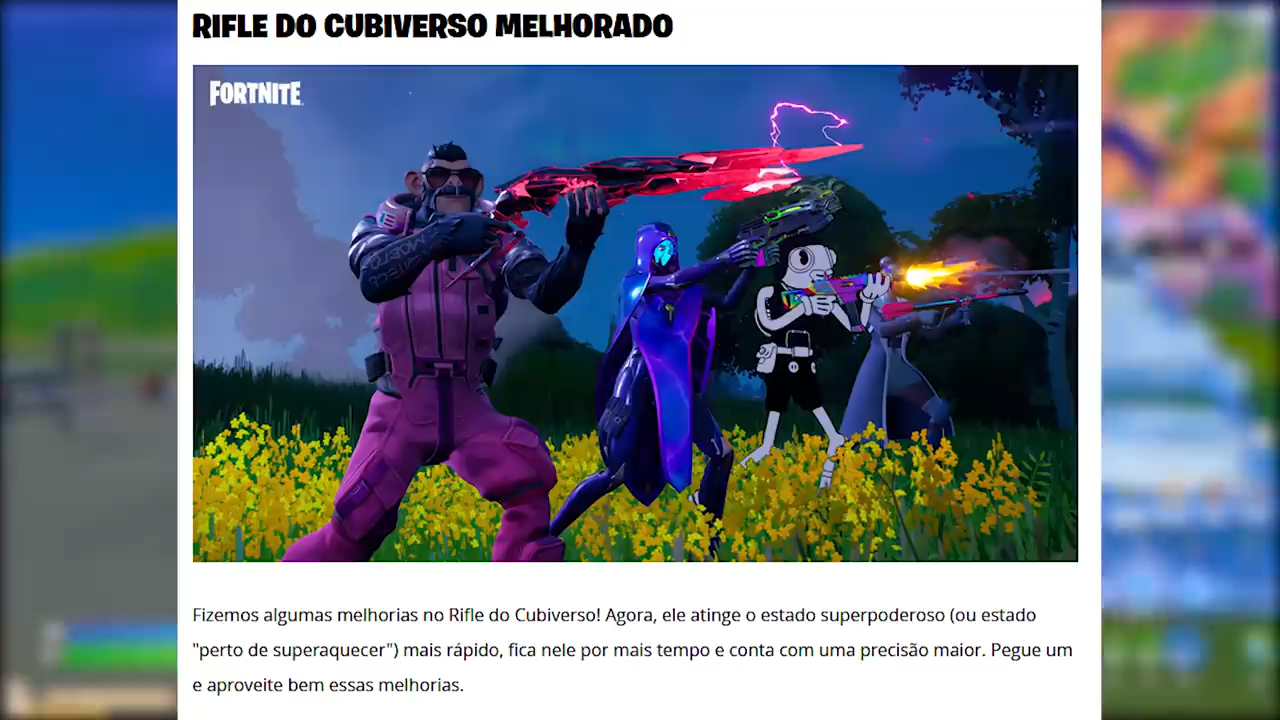 RIFLE DO CUBIVERSO MELHORADO
FORTNITE
Fizemos algumas melhorias no Rifle do Cubiverso! Agora, ele atinge o estado superpoderoso (ou estado
"perto de superaquecer") mais rápido, fica nele por mais tempo e conta com uma precisão maior. Pegue um
e aproveite bem essas melhorias.